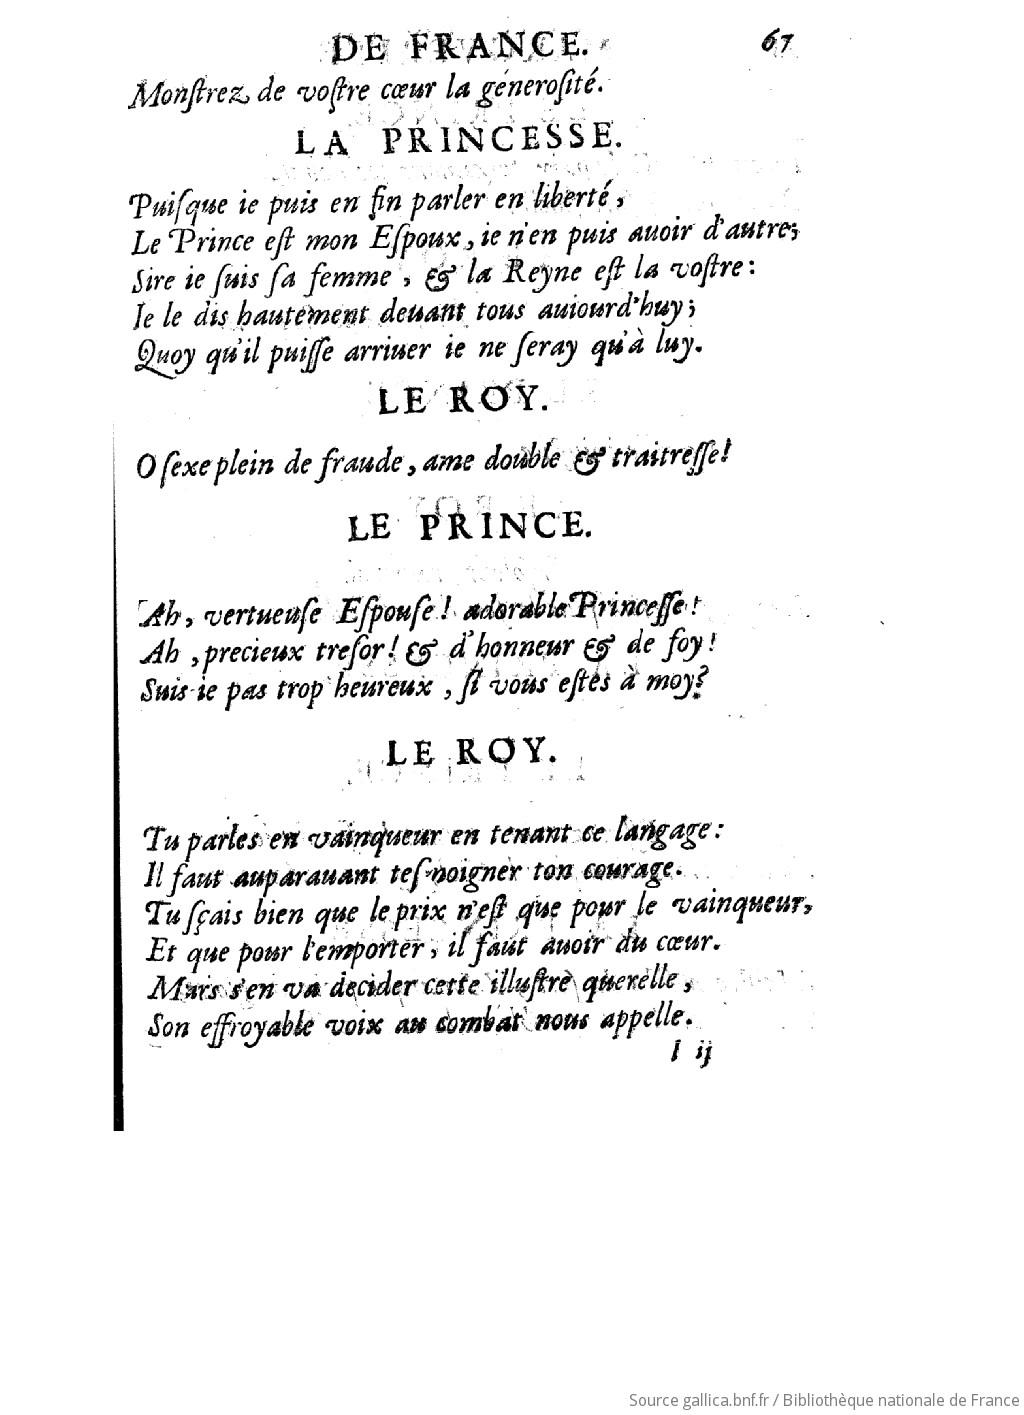 DE FRANCE. 67
Monſtrez de voſtre cœur la géneroſité.
LA PRINCESSE.
Puiſque ie puis en fin parler en liberté,
Le Prince eſt mon Eſpoux, ie n'en puis auoir d'autre;
Sire ie ſuis ſa femme, & la Reyne eſt la voſtre:
Ie le dis hautement deuant tous auiourd'huy;
Quoy qu'il puiſſe arriuer ie ne ſeray qu'à luy.
LE ROY.
O ſexe plein de fraude, ame double & traitreſſe!
LE PRINCE.
Ah, vertueuſe Eſpouſe! adorable Princeſſe!
Ah, precieux treſor! & d'honneur & de foy!
Suis-ie pas trop heureux, ſi vous eſtes à moy?
LE ROY.
Tu parles en vainqueur en tenant ce langage:
Il faut auparauant teſmoigner ton courage.
Tu ſçais bien que le prix n'eſt que pour le vainqueur,
Et que pour l'emporter, il faut auoir du cœur.
Mars s'en va decider cette illuſtre querelle,
Son effroyable voix au combat nous appelle.
I ij
Source gallica.bnf.fr / Bibliothèque nationale de France